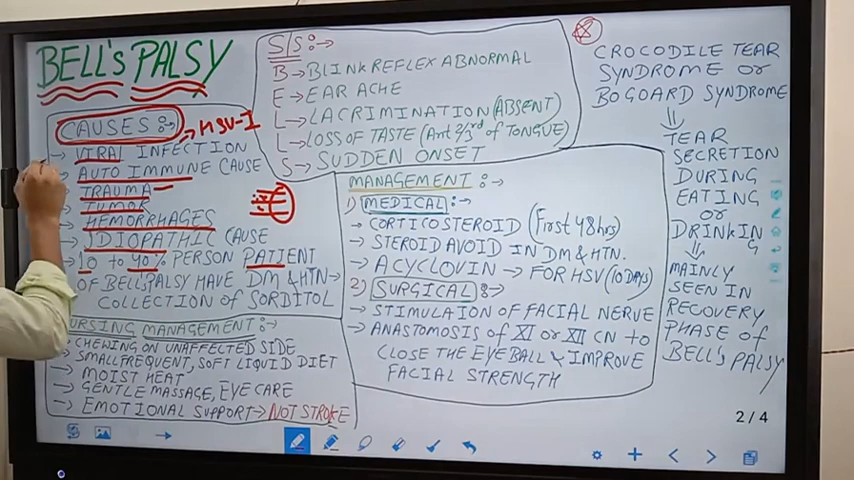 BELL'S PALSY
CAUSES :→
→ VIRAL INFECTION
→ HSV-I
→ AUTO IMMUNE CAUSE
TRAUMA
→ TUMOR
→ HEMORRHAGES
→ IDIOPATHIC CAUSE
→ 10 to 40% PERSON PATIENT
OF BELL'S PALSY HAVE DM & HTN→
COLLECTION of SORDITOL
NURSING MANAGEMENT :→
→ CHEWING ON UNAFFECTED SIDE
→ SMALL FREQUENT, SOFT LIQUID DIET
→ MOIST HEAT
→ GENTLE MASSAGE, EYE CARE
→ EMOTIONAL SUPPORT→ NOT STROKE
S/S :→
B→BLINK REFLEX ABNORMAL
E→EAR ACHE
L→LACRIMINATION (ABSENT)
L→LOSS OF TASTE (Ant 2/3rd of TONGUE)
S→SUDDEN ONSET
MANAGEMENT :→
1) MEDICAL :→
→ CORTICOSTEROID (First 48hrs)
→ STEROID AVOID IN DM & HTN.
→ ACYCLOVIN → FOR HSV (10 DAYS)
2) SURGICAL :→
→ STIMULATION OF FACIAL NERVE
→ ANASTOMOSIS of XI or XII CN to
CLOSE THE EYEBALL & IMPROVE
FACIAL STRENGTH
CROCODILE TEAR
SYNDROME or
BOGOARD SYNDROME
⇓
TEAR
SECRETION
DURING
EATING
or
DRINKING
⇓
MAINLY
SEEN IN
RECOVERY
PHASE of
BELL'S PALSY
2/4